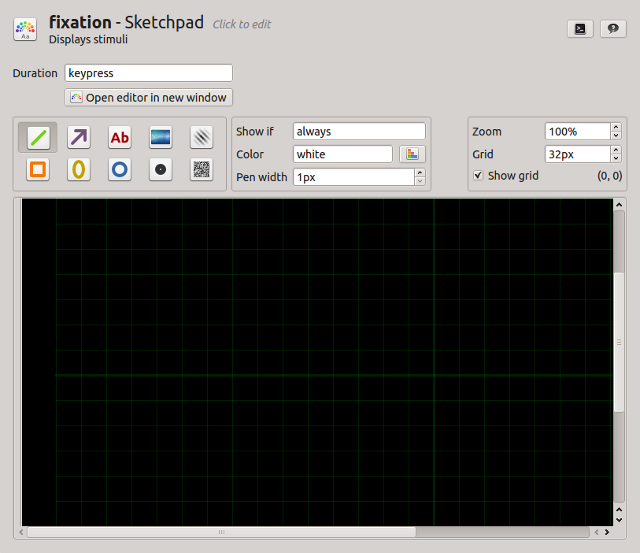 fixation - Sketchpad Click to edit
Displays stimuli
Aa
Duration keypress
Open editor in new window
Ab
Show if always
Color white
Pen width 1px
Zoom 100%
Grid 32px
Show grid (0, 0)